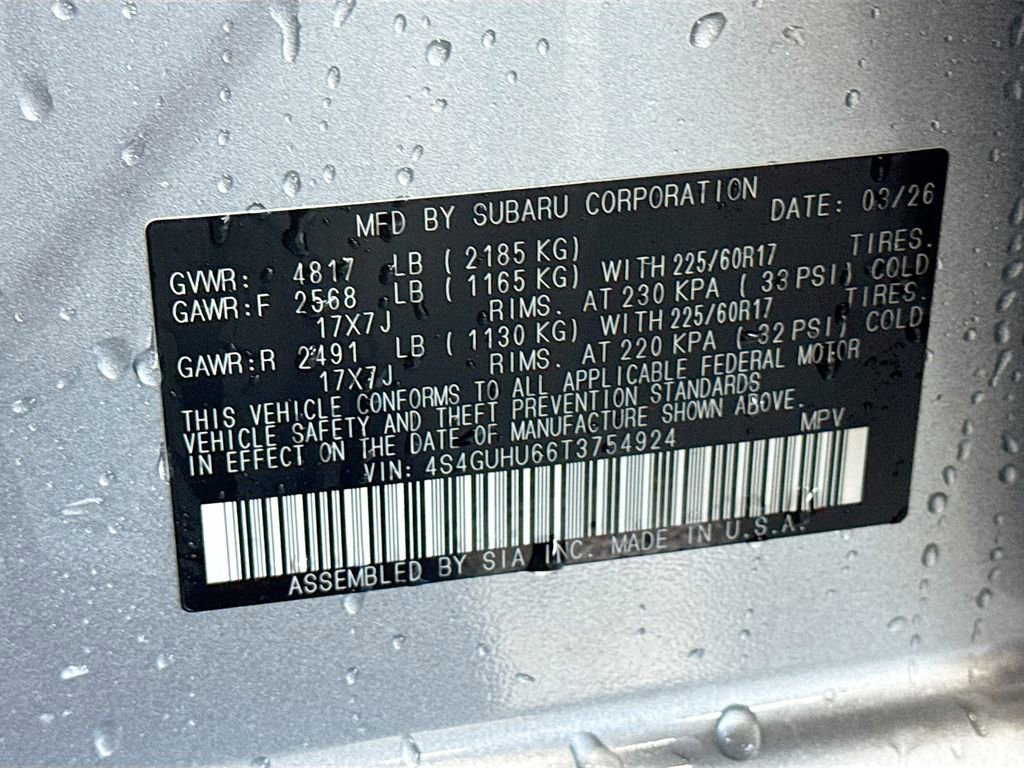 MFD BY SUBARU CORPORATION DATE: 03/26
GVWR: 4817 LB ( 2185 KG)
GAWR:F 2568 LB ( 1165 KG) WITH 225/60R17 TIRES.
17X7J RIMS. AT 230 KPA ( 33 PSI) COLD
GAWR:R 2491 LB ( 1130 KG) WITH 225/60R17 TIRES.
17X7J RIMS. AT 220 KPA ( 32 PSI) COLD
THIS VEHICLE CONFORMS TO ALL APPLICABLE FEDERAL MOTOR
VEHICLE SAFETY AND THEFT PREVENTION STANDARDS
IN EFFECT ON THE DATE OF MANUFACTURE SHOWN ABOVE.
VIN: 4S4GUHU66T3754924 MPV
ASSEMBLED BY SIA INC. MADE IN U.S.A.